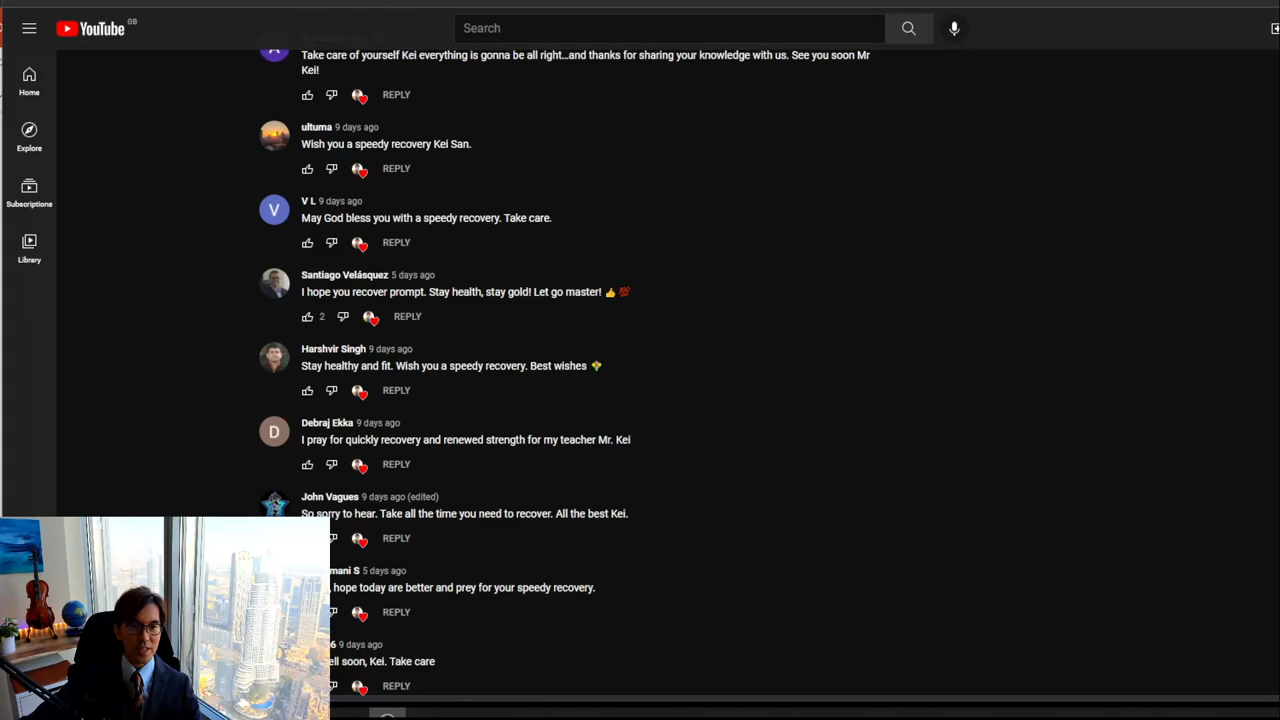 YouTube GB
Search
Home
Explore
Subscriptions
Library
Take care of yourself Kei everything is gonna be all right...and thanks for sharing your knowledge with us. See you soon Mr
Kei!
REPLY
ultuma 9 days ago
Wish you a speedy recovery Kei San.
REPLY
V
V L 9 days ago
May God bless you with a speedy recovery. Take care.
REPLY
Santiago Velásquez 5 days ago
I hope you recover prompt. Stay health, stay gold! Let go master! 👍 💯
2 REPLY
Harshvir Singh 9 days ago
Stay healthy and fit. Wish you a speedy recovery. Best wishes 💐
REPLY
D
Debraj Ekka 9 days ago
I pray for quickly recovery and renewed strength for my teacher Mr. Kei
REPLY
John Vagues 9 days ago (edited)
So sorry to hear. Take all the time you need to recover. All the best Kei.
REPLY
mani S 5 days ago
hope today are better and prey for your speedy recovery.
REPLY
6 9 days ago
ll soon, Kei. Take care
REPLY